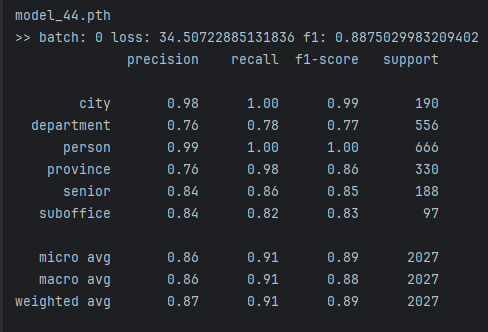 model_44.pth
>> batch: 0 loss: 34.50722885131836 f1: 0.8875029983209402
precision recall f1-score support
city 0.98 1.00 0.99 190
department 0.76 0.78 0.77 556
person 0.99 1.00 1.00 666
province 0.76 0.98 0.86 330
senior 0.84 0.86 0.85 188
suboffice 0.84 0.82 0.83 97
micro avg 0.86 0.91 0.89 2027
macro avg 0.86 0.91 0.88 2027
weighted avg 0.87 0.91 0.89 2027